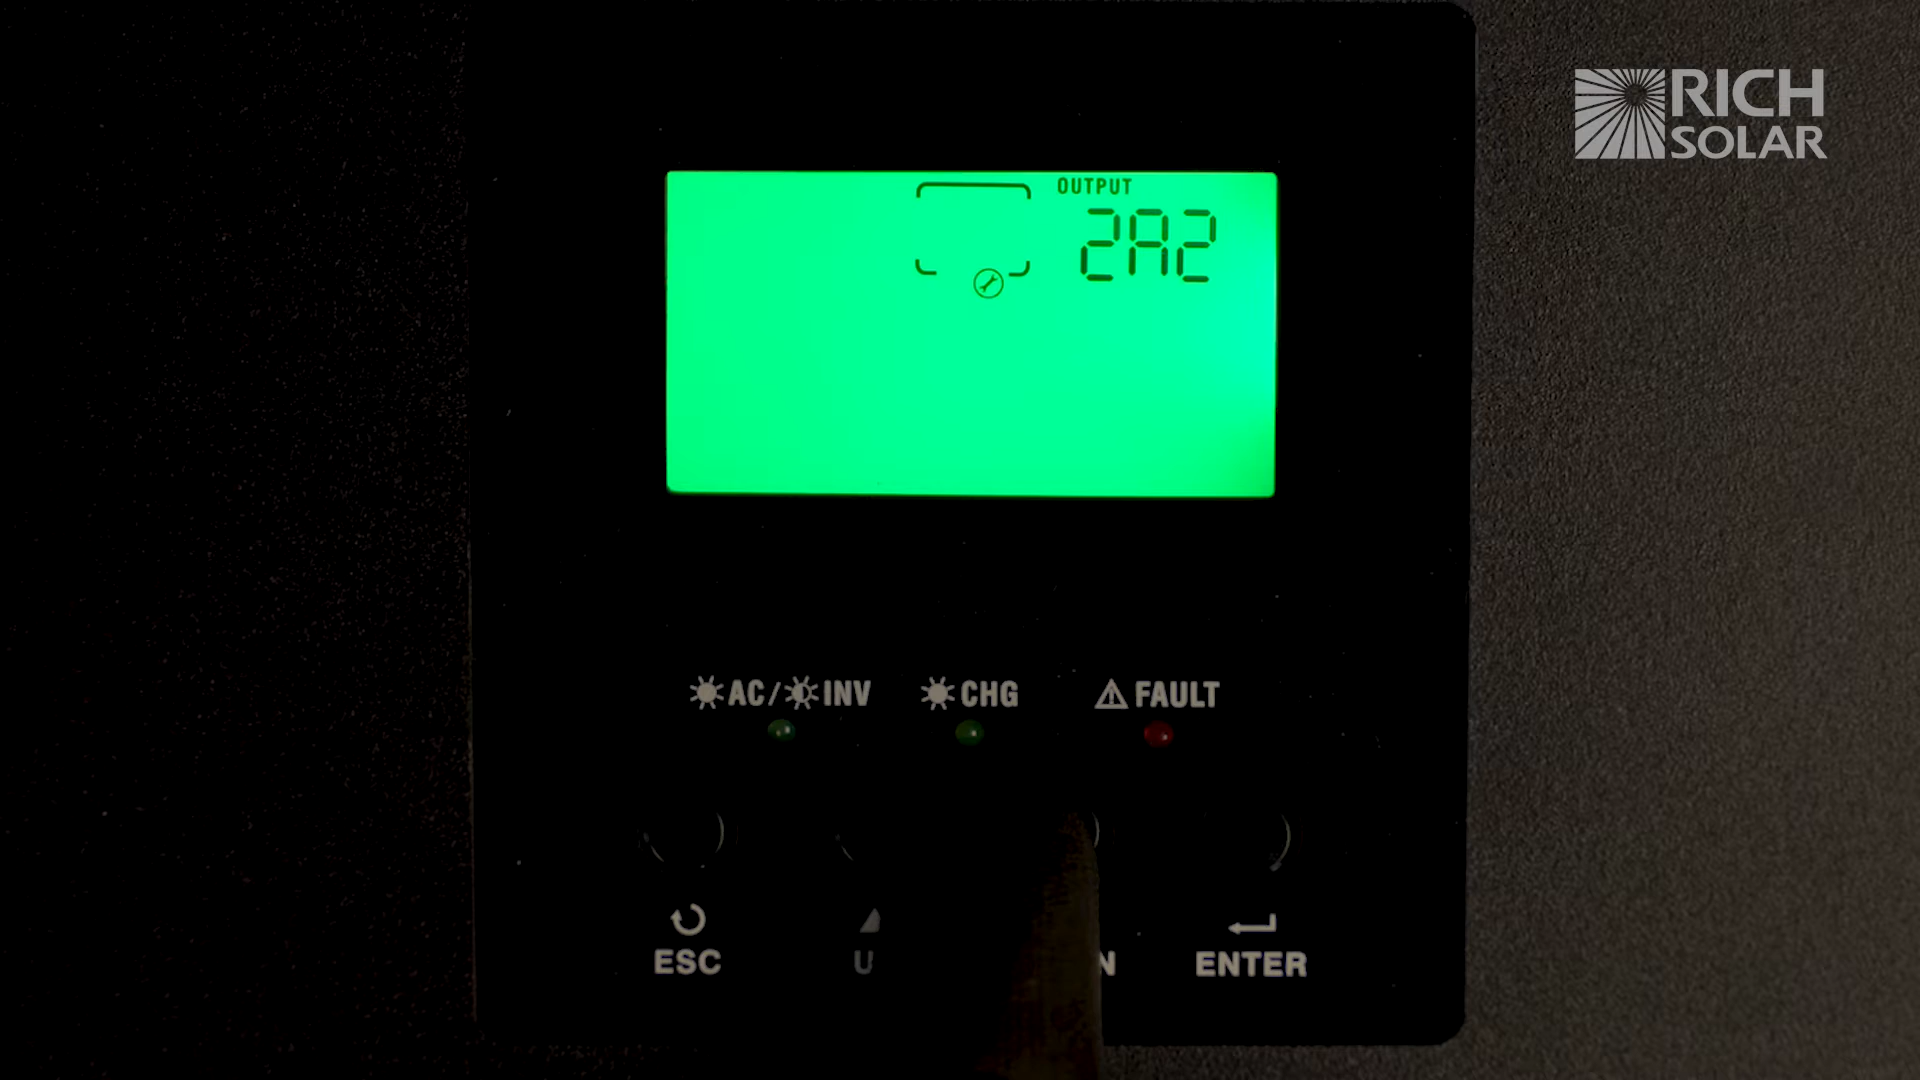 RICH
SOLAR
OUTPUT
2A2
AC/INV
CHG
FAULT
ESC
U
N
ENTER